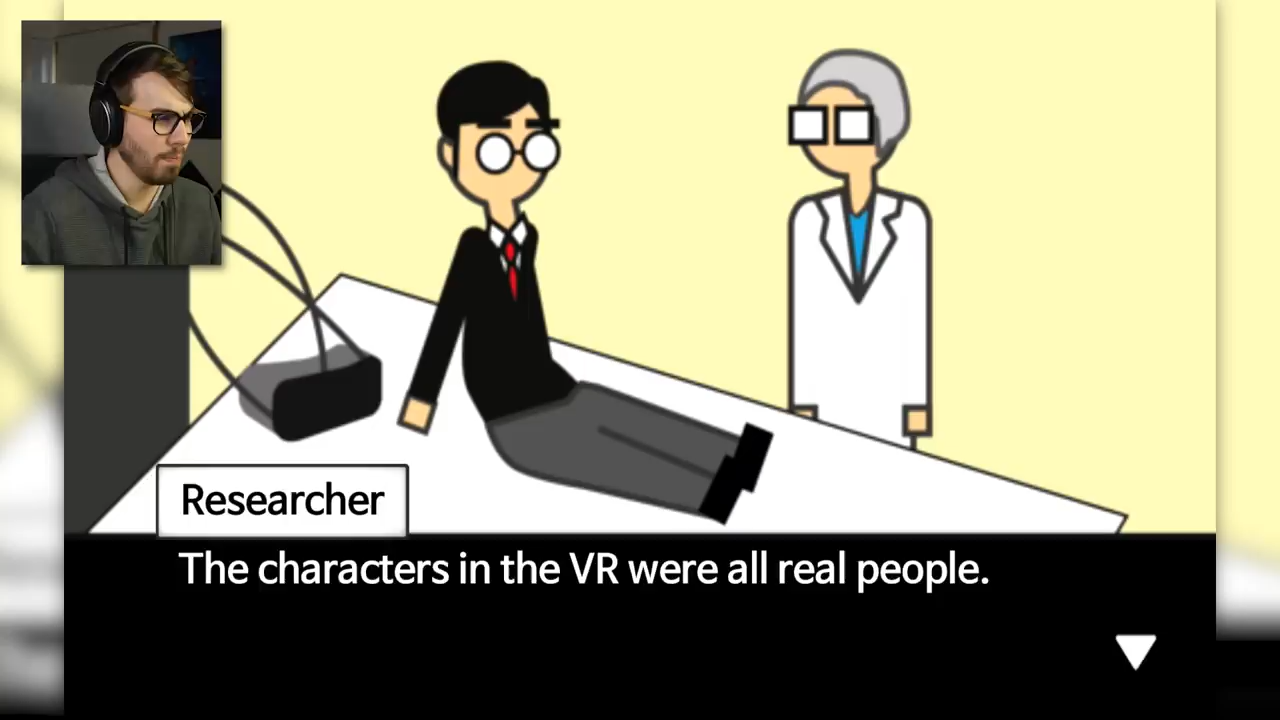 Researcher
The characters in the VR were all real people.